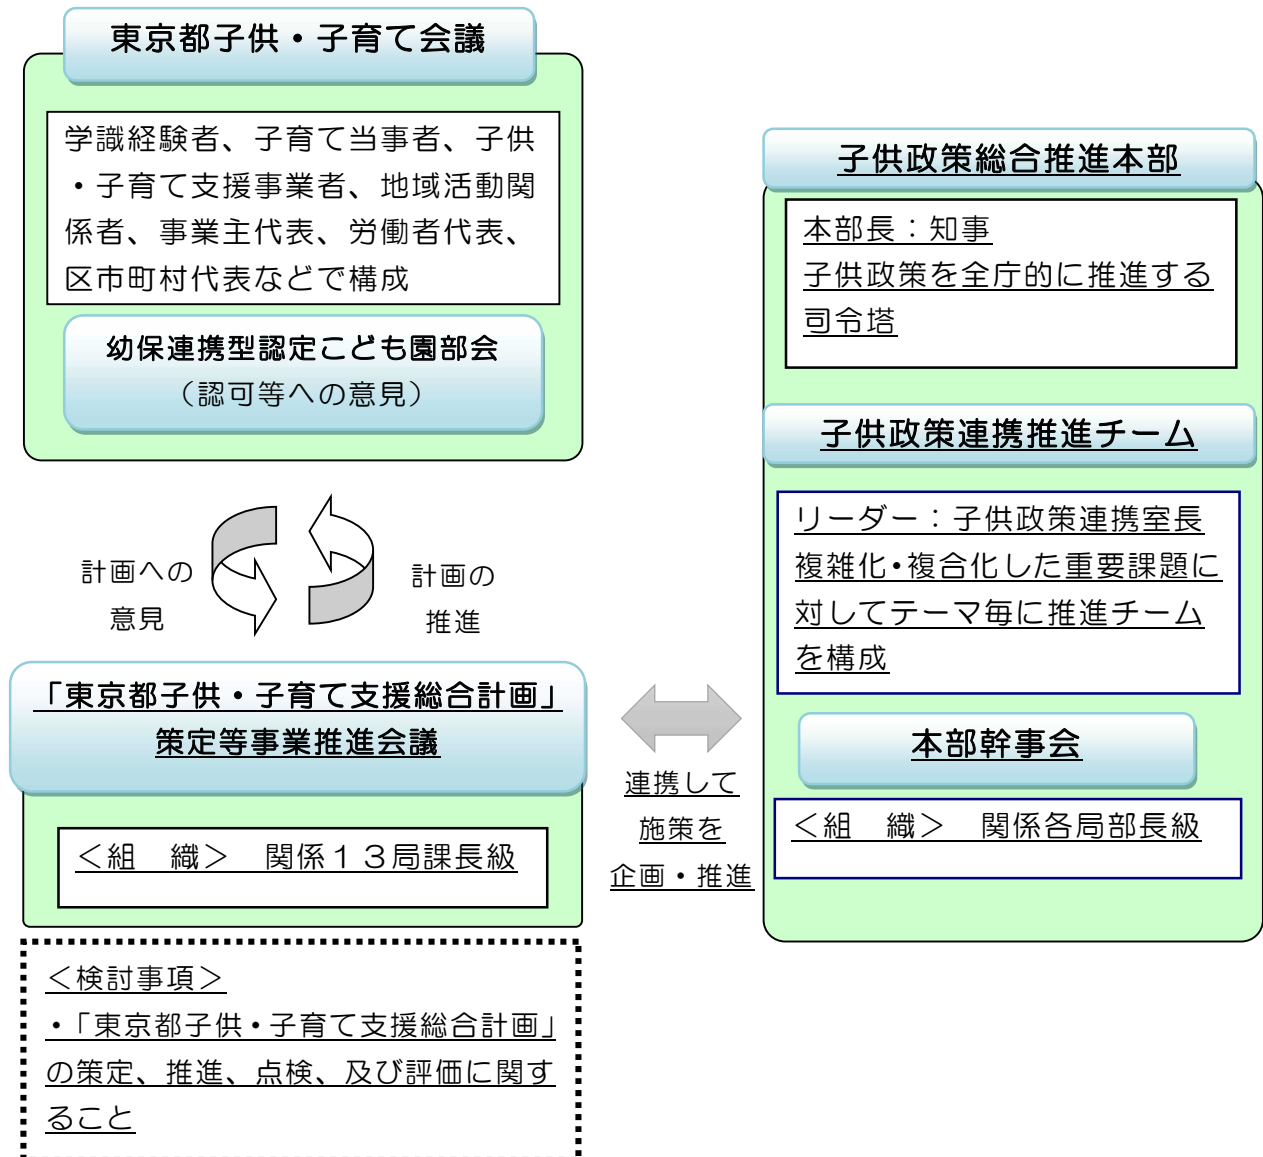 東京都子供・子育て会議
学識経験者、子育て当事者、子供
・子育て支援事業者、地域活動関
係者、事業主代表、労働者代表、
区市町村代表などで構成
幼保連携型認定こども園部会
（認可等への意見）
計画への
意見
計画の
推進
「東京都子供・子育て支援総合計画」
策定等事業推進会議
＜組　織＞　関係１３局課長級
＜検討事項＞
・「東京都子供・子育て支援総合計画」
の策定、推進、点検、及び評価に関す
ること
連携して
施策を
企画・推進
子供政策総合推進本部
本部長：知事
子供政策を全庁的に推進する
司令塔
子供政策連携推進チーム
リーダー：子供政策連携室長
複雑化・複合化した重要課題に
対してテーマ毎に推進チーム
を構成
本部幹事会
＜組　織＞　関係各局部長級